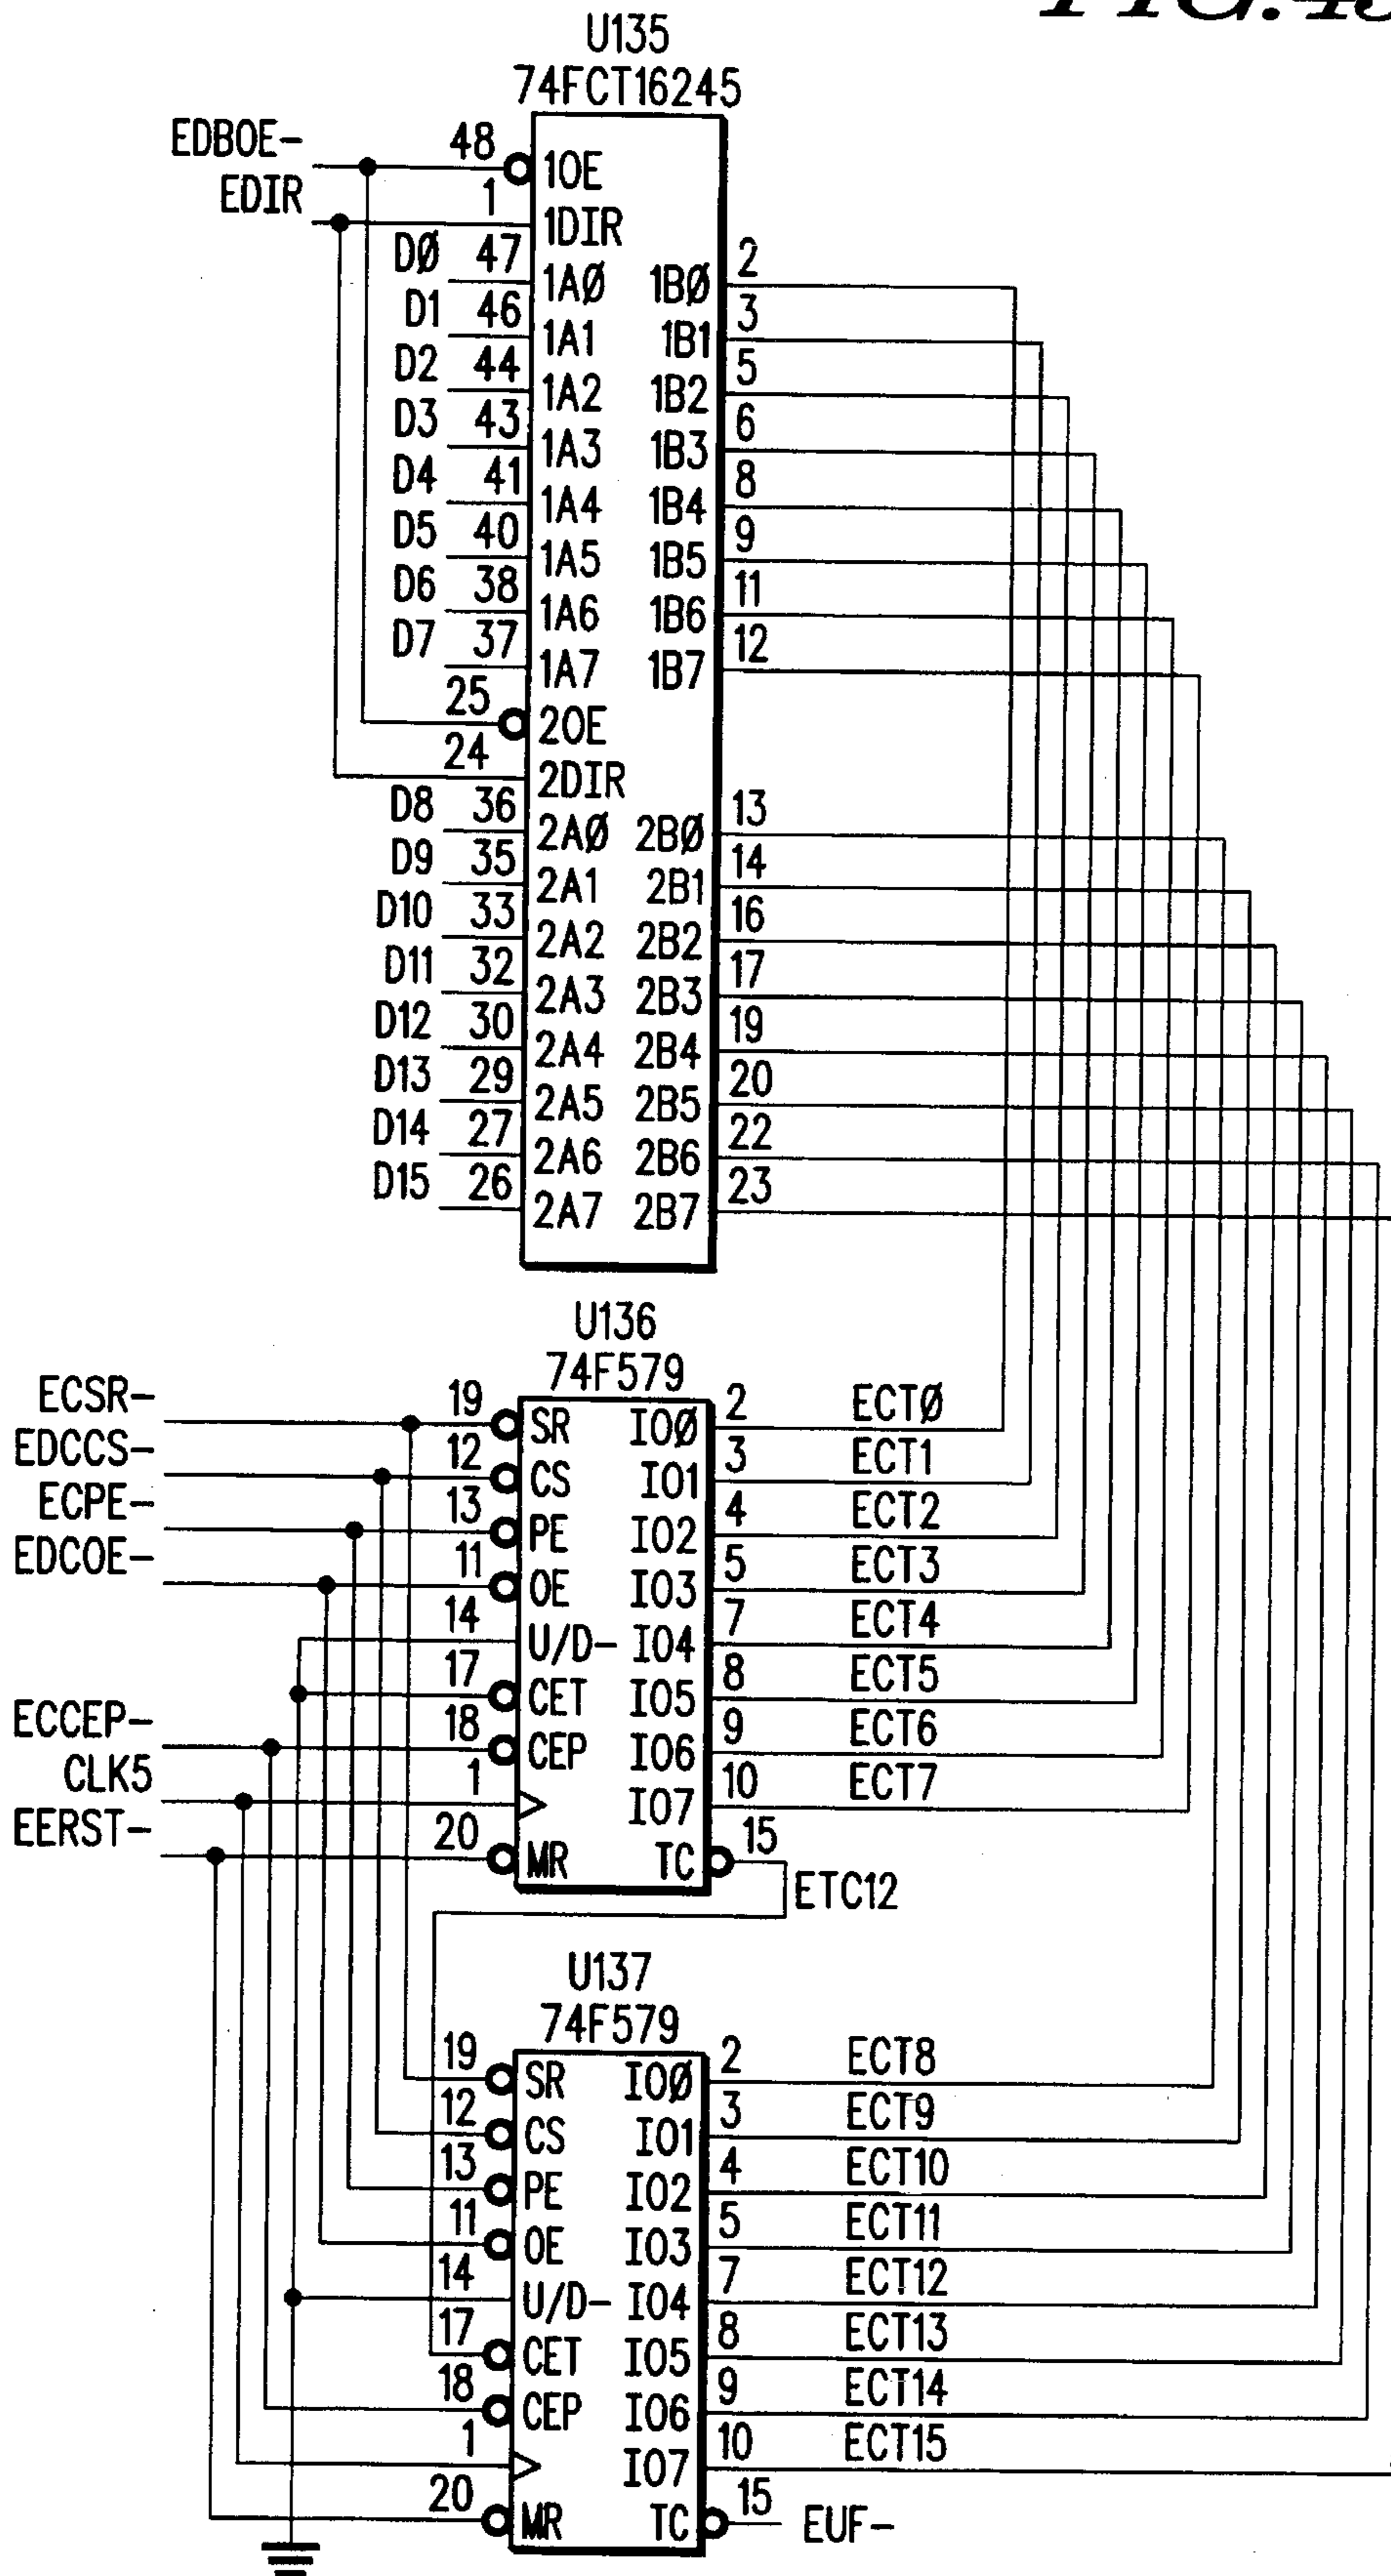 FIG.
U135
74FCT16245
EDBOE- 48 1OE
EDIR 1 1DIR
DØ 47 1AØ 1BØ 2
D1 46 1A1 1B1 3
D2 44 1A2 1B2 5
D3 43 1A3 1B3 6
D4 41 1A4 1B4 8
D5 40 1A5 1B5 9
D6 38 1A6 1B6 11
D7 37 1A7 1B7 12
25 2OE
24 2DIR
D8 36 2AØ 2BØ 13
D9 35 2A1 2B1 14
D10 33 2A2 2B2 16
D11 32 2A3 2B3 17
D12 30 2A4 2B4 19
D13 29 2A5 2B5 20
D14 27 2A6 2B6 22
D15 26 2A7 2B7 23
U136
74F579
ECSR- 19 SR IOØ 2 ECTØ
EDCCS- 12 CS IO1 3 ECT1
ECPE- 13 PE IO2 4 ECT2
EDCOE- 11 OE IO3 5 ECT3
14 U/D- IO4 7 ECT4
17 CET IO5 8 ECT5
ECCEP- 18 CEP IO6 9 ECT6
CLK5 1 IO7 10 ECT7
EERST- 20 MR TC 15
ETC12
U137
74F579
19 SR IOØ 2 ECT8
12 CS IO1 3 ECT9
13 PE IO2 4 ECT10
11 OE IO3 5 ECT11
14 U/D- IO4 7 ECT12
17 CET IO5 8 ECT13
18 CEP IO6 9 ECT14
1 IO7 10 ECT15
20 MR TC 15 EUF-